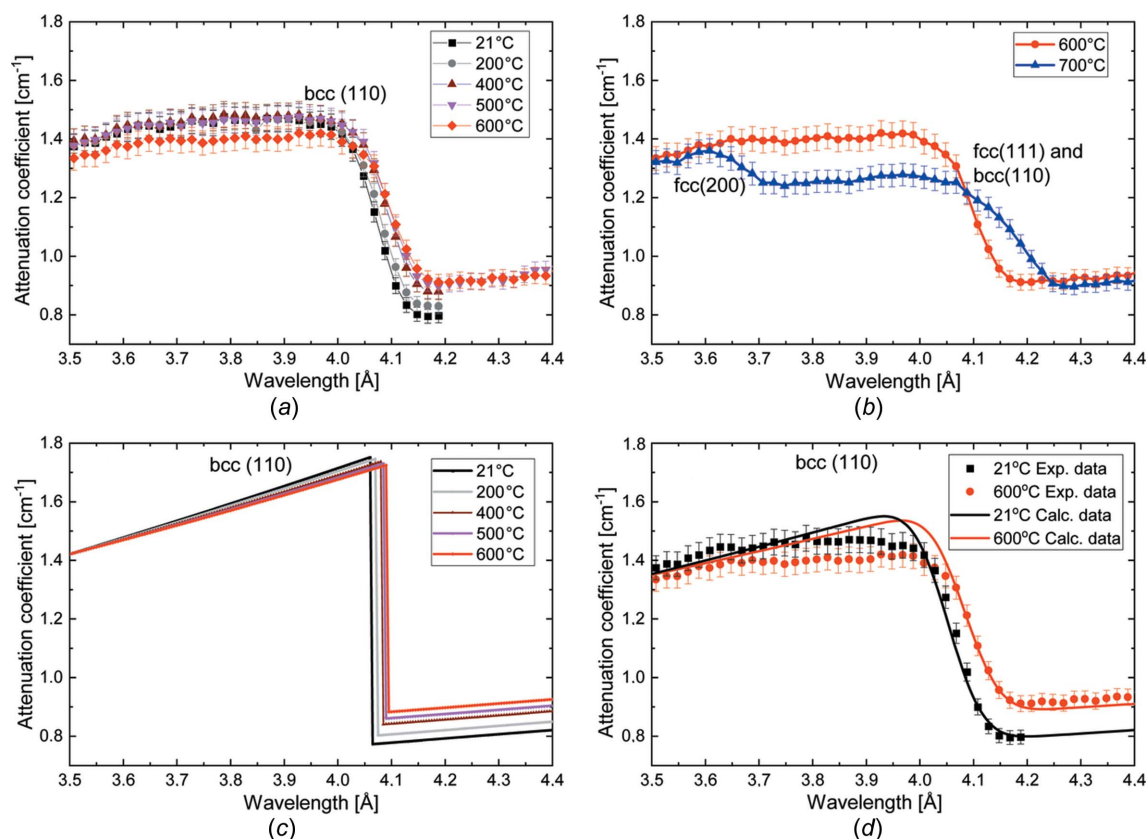 bcc (110)
21°C
200°C
400°C
500°C
600°C
1.8
1.6
1.4
1.2
1.0
0.8
Attenuation coefficient [cm⁻¹]
3.5 3.6 3.7 3.8 3.9 4.0 4.1 4.2 4.3 4.4
Wavelength [Å]
(a)
600°C
700°C
fcc(200)
fcc(111) and
bcc(110)
1.8
1.6
1.4
1.2
1.0
0.8
Attenuation coefficient [cm⁻¹]
3.5 3.6 3.7 3.8 3.9 4.0 4.1 4.2 4.3 4.4
Wavelength [Å]
(b)
bcc (110)
21°C
200°C
400°C
500°C
600°C
1.8
1.6
1.4
1.2
1.0
0.8
Attenuation coefficient [cm⁻¹]
3.5 3.6 3.7 3.8 3.9 4.0 4.1 4.2 4.3 4.4
Wavelength [Å]
(c)
bcc (110)
21°C Exp. data
600°C Exp. data
21°C Calc. data
600°C Calc. data
1.8
1.6
1.4
1.2
1.0
0.8
Attenuation coefficient [cm⁻¹]
3.5 3.6 3.7 3.8 3.9 4.0 4.1 4.2 4.3 4.4
Wavelength [Å]
(d)